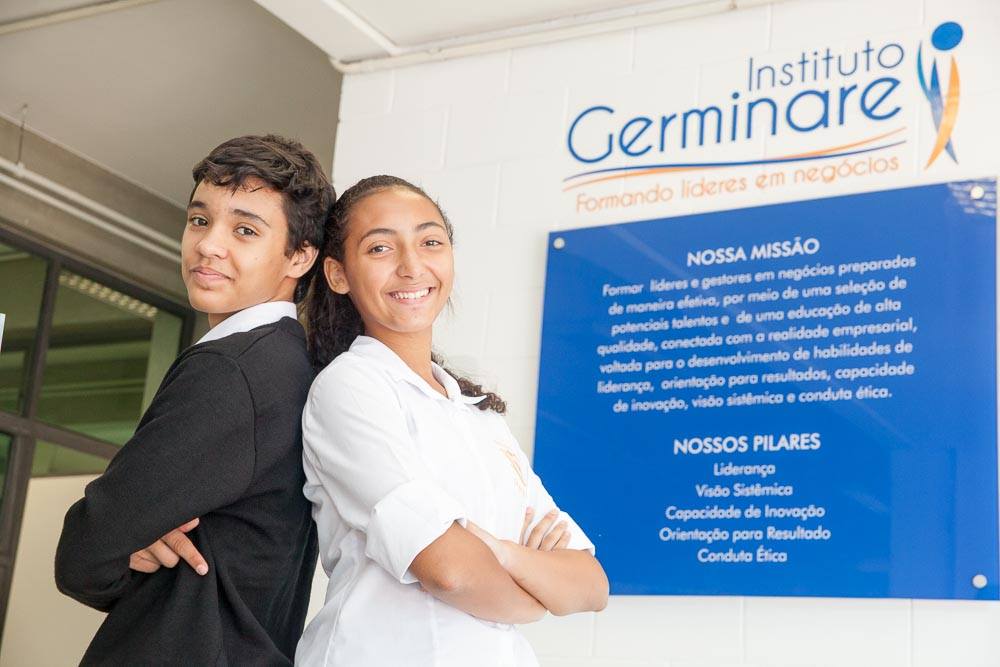 Instituto
Germinare
Formando líderes em negócios
NOSSA MISSÃO
Formar líderes e gestores em negócios preparados
de maneira efetiva, por meio de uma seleção de
potenciais talentos e de uma educação de alta
qualidade, conectada com a realidade empresarial,
voltada para o desenvolvimento de habilidades de
liderança, orientação para resultados, capacidade
de inovação, visão sistêmica e conduta ética.
NOSSOS PILARES
Liderança
Visão Sistêmica
Capacidade de Inovação
Orientação para Resultado
Conduta Ética